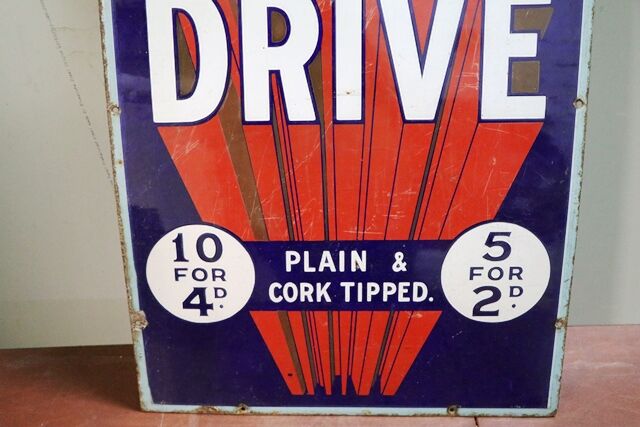 DRIVE
10
FOR
4D.
PLAIN &
CORK TIPPED.
5
FOR
2D.